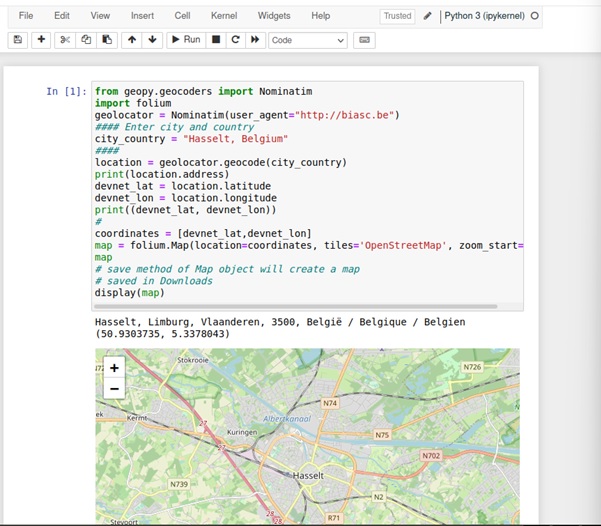 File Edit View Insert Cell Kernel Widgets Help Trusted Python 3 (ipykernel)
Run Code
In [1]:
from geopy.geocoders import Nominatim
import folium
geolocator = Nominatim(user_agent="http://biasc.be")
#### Enter city and country
city_country = "Hasselt, Belgium"
####
location = geolocator.geocode(city_country)
print(location.address)
devnet_lat = location.latitude
devnet_lon = location.longitude
print((devnet_lat, devnet_lon))
#
coordinates = [devnet_lat,devnet_lon]
map = folium.Map(location=coordinates, tiles='OpenStreetMap', zoom_start=
map
# save method of Map object will create a map
# saved in Downloads
display(map)
Hasselt, Limburg, Vlaanderen, 3500, België / Belgique / Belgien
(50.9303735, 5.3378043)
+
−
Stokrooie
N726
N74
Kermt
Albertkanaal
27
Kuringen
N75
27
N702
Hasselt
N739
N2
28
R71
28
Stevoort